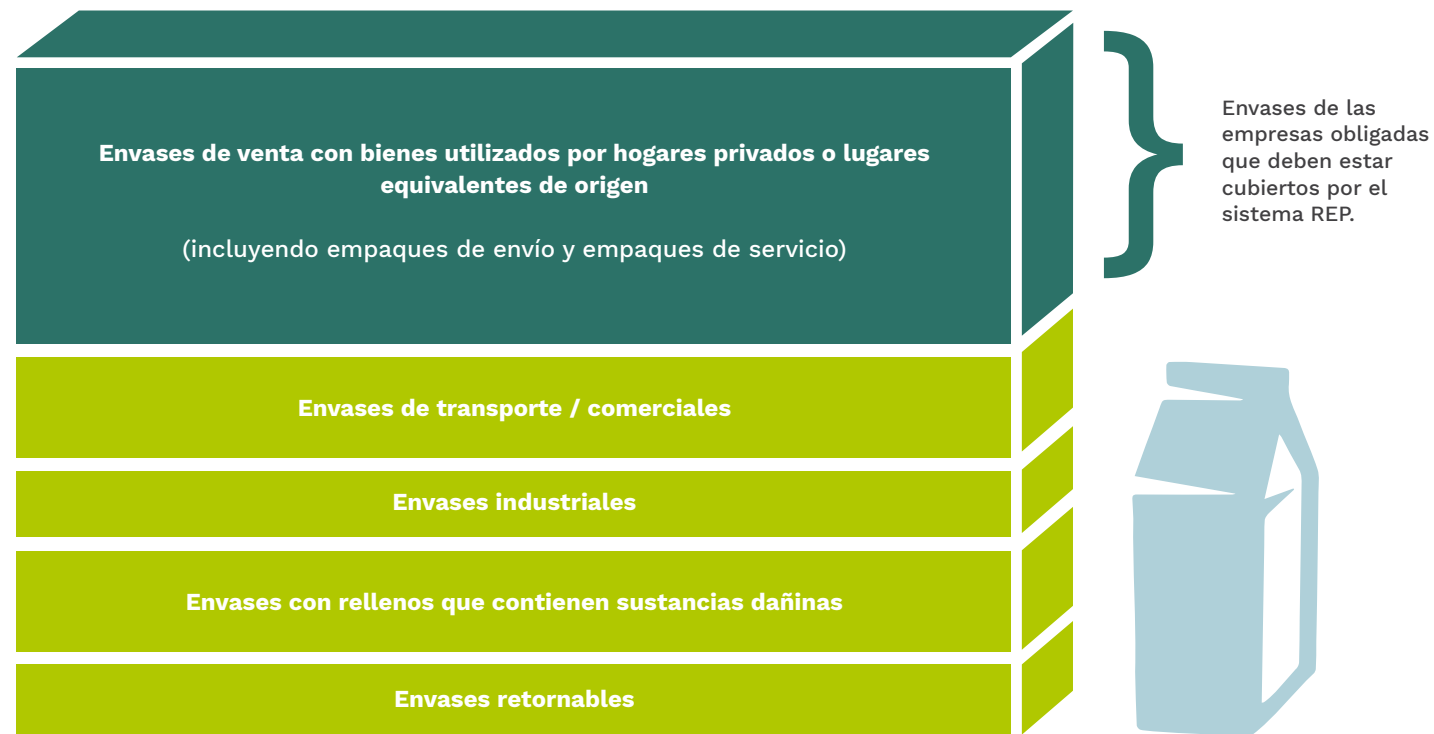 Envases de venta con bienes utilizados por hogares privados o lugares
equivalentes de origen
(incluyendo empaques de envío y empaques de servicio)
Envases de las
empresas obligadas
que deben estar
cubiertos por el
sistema REP.
Envases de transporte / comerciales
Envases industriales
Envases con rellenos que contienen sustancias dañinas
Envases retornables